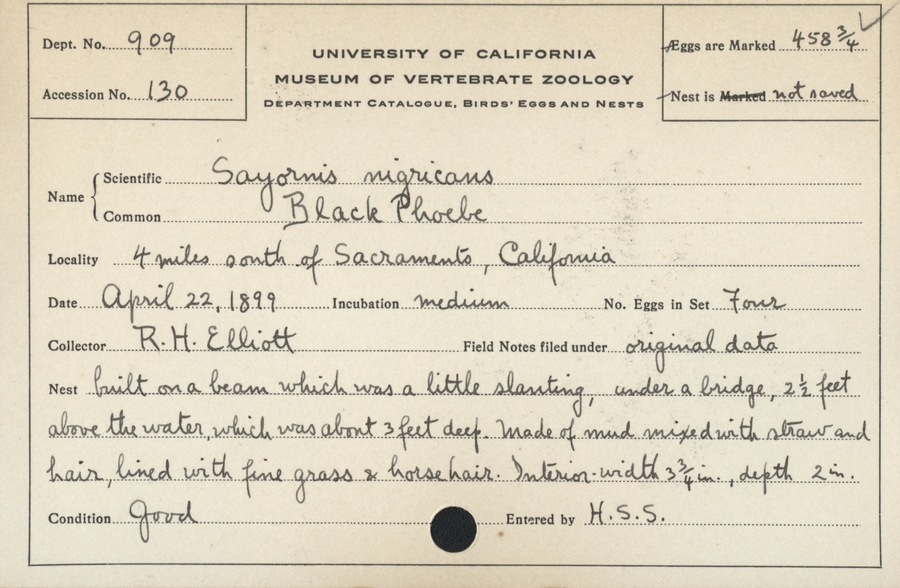 Dept. No. 909
Accession No. 130
UNIVERSITY OF CALIFORNIA
MUSEUM OF VERTEBRATE ZOOLOGY
DEPARTMENT CATALOGUE, BIRDS' EGGS AND NESTS
Eggs are Marked 458 3/4
Nest is Marked not saved
Name
Scientific Sayornis nigricans
Common Black Phoebe
Locality 4 miles south of Sacramento, California
Date April 22, 1899 Incubation medium No. Eggs in Set Four
Collector R. H. Elliott Field Notes filed under original data
Nest built on a beam which was a little slanting, under a bridge, 2 1/2 feet
above the water, which was about 3 feet deep. Made of mud mixed with straw and
hair, lined with fine grass & horsehair. Interior-width 3 3/4 in., depth 2 in.
Condition Good Entered by H.S.S.